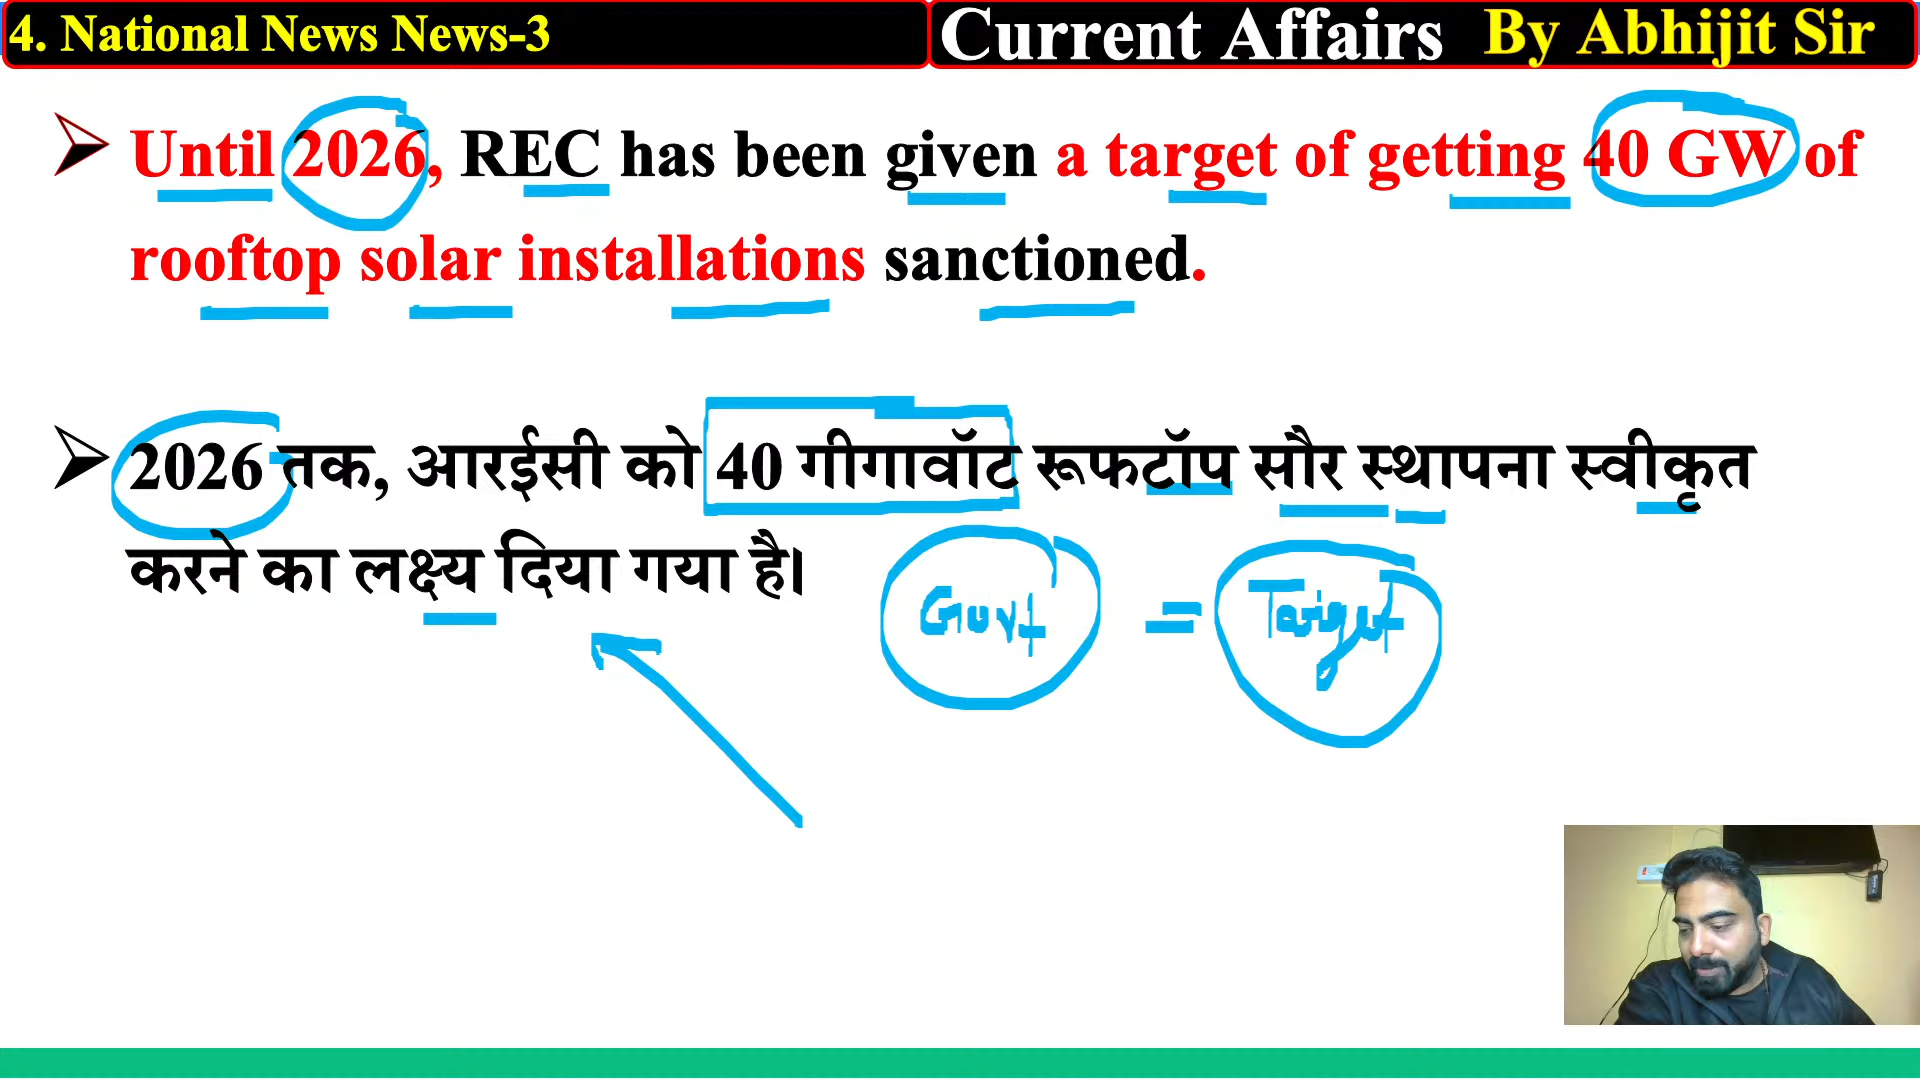 4. National News News-3
Current Affairs By Abhijit Sir
Until 2026, REC has been given a target of getting 40 GW of
rooftop solar installations sanctioned.
2026 तक, आरईसी को 40 गीगावॉट रूफटॉप सौर स्थापना स्वीकृत
करने का लक्ष्य दिया गया है।
Govt = Target